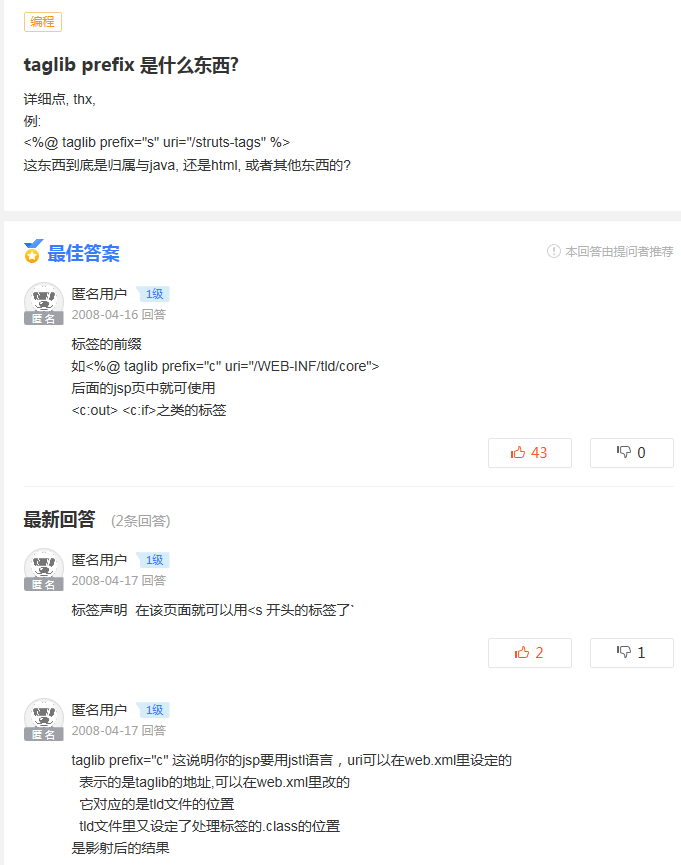 编程
taglib prefix 是什么东西?
详细点, thx,
例:
<%@ taglib prefix="s" uri="/struts-tags" %>
这东西到底是归属与java, 还是html, 或者其他东西的?
最佳答案
本回答由提问者推荐
匿名用户 1级
匿名
2008-04-16 回答
标签的前缀
如<%@ taglib prefix="c" uri="/WEB-INF/tld/core">
后面的jsp页中就可使用
<c:out> <c:if>之类的标签
43 0
最新回答 (2条回答)
匿名用户 1级
匿名
2008-04-17 回答
标签声明 在该页面就可以用<s 开头的标签了`
2 1
匿名用户 1级
匿名
2008-04-17 回答
taglib prefix="c" 这说明你的jsp要用jstl语言，uri可以在web.xml里设定的
表示的是taglib的地址,可以在web.xml里改的
它对应的是tld文件的位置
tld文件里又设定了处理标签的.class的位置
是影射后的结果